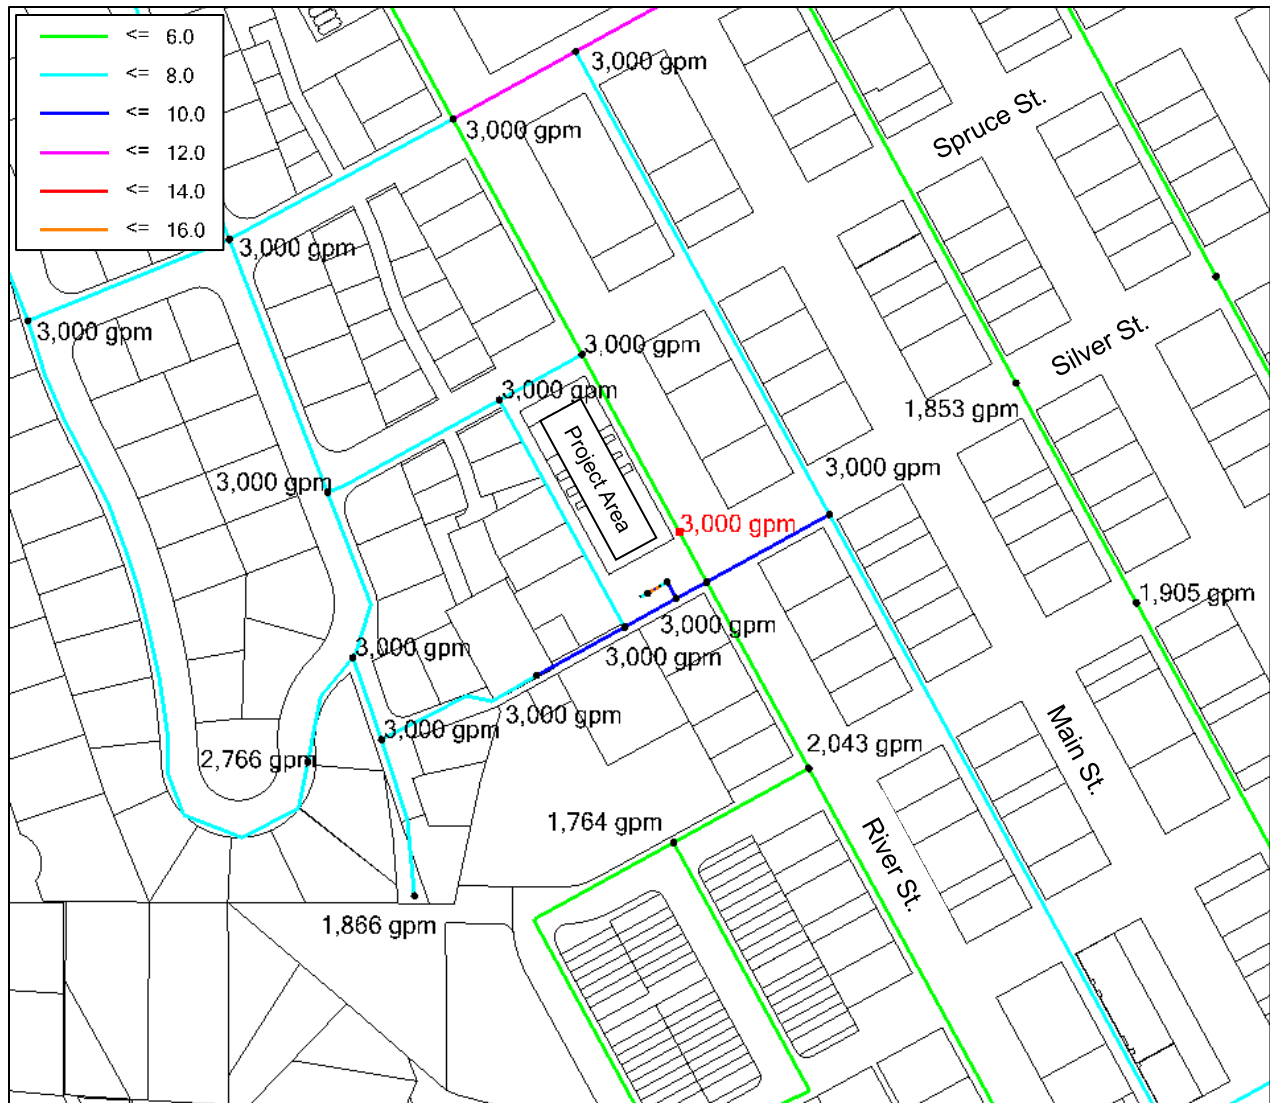 <= 6.0
<= 8.0
<= 10.0
<= 12.0
<= 14.0
<= 16.0
3,000 gpm
3,000 gpm
Spruce St.
3,000 gpm
3,000 gpm
3,000 gpm
Silver St.
3,000 gpm
1,853 gpm
Project Area
3,000 gpm
3,000 gpm
3,000 gpm
1,905 gpm
3,000 gpm
3,000 gpm
3,000 gpm
3,000 gpm
3,000 gpm
Main St.
2,766 gpm
2,043 gpm
1,764 gpm
River St.
1,866 gpm